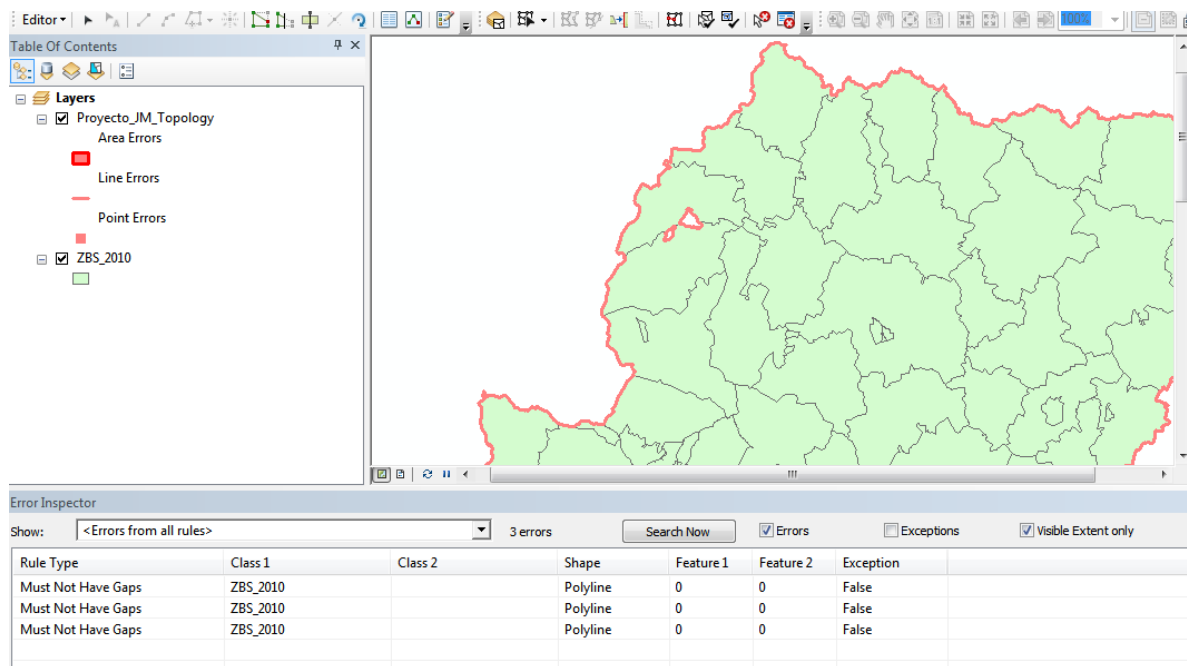 Editor
100%
Table Of Contents
Layers
Proyecto_JM_Topology
Area Errors
Line Errors
Point Errors
ZBS_2010
Error Inspector
Show: <Errors from all rules> 3 errors Search Now Errors Exceptions Visible Extent only
Rule Type Class 1 Class 2 Shape Feature 1 Feature 2 Exception
Must Not Have Gaps ZBS_2010 Polyline 0 0 False
Must Not Have Gaps ZBS_2010 Polyline 0 0 False
Must Not Have Gaps ZBS_2010 Polyline 0 0 False